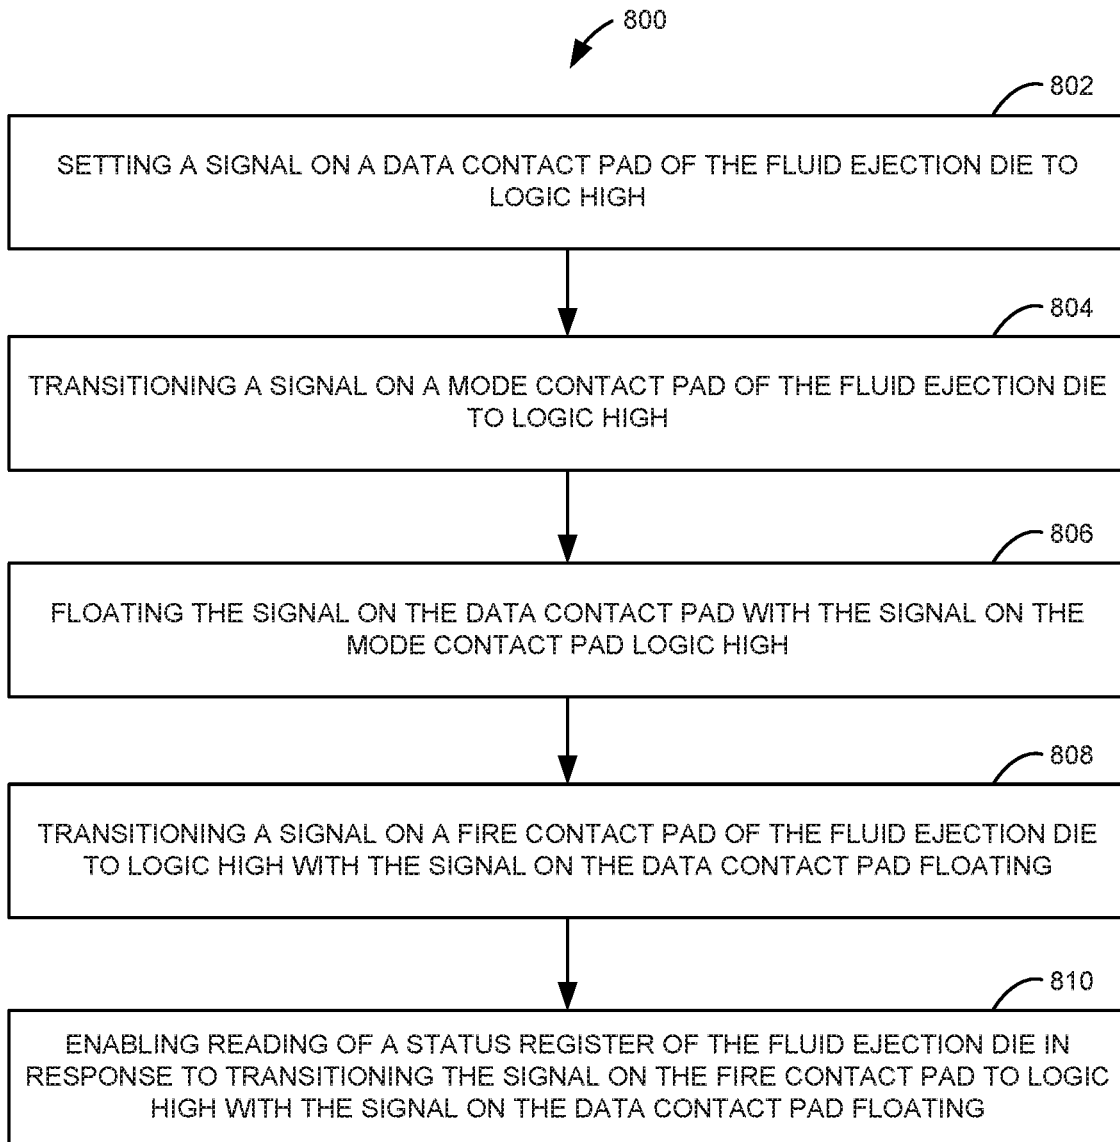 800
802
SETTING A SIGNAL ON A DATA CONTACT PAD OF THE FLUID EJECTION DIE TO
LOGIC HIGH
804
TRANSITIONING A SIGNAL ON A MODE CONTACT PAD OF THE FLUID EJECTION DIE
TO LOGIC HIGH
806
FLOATING THE SIGNAL ON THE DATA CONTACT PAD WITH THE SIGNAL ON THE
MODE CONTACT PAD LOGIC HIGH
808
TRANSITIONING A SIGNAL ON A FIRE CONTACT PAD OF THE FLUID EJECTION DIE
TO LOGIC HIGH WITH THE SIGNAL ON THE DATA CONTACT PAD FLOATING
810
ENABLING READING OF A STATUS REGISTER OF THE FLUID EJECTION DIE IN
RESPONSE TO TRANSITIONING THE SIGNAL ON THE FIRE CONTACT PAD TO LOGIC
HIGH WITH THE SIGNAL ON THE DATA CONTACT PAD FLOATING